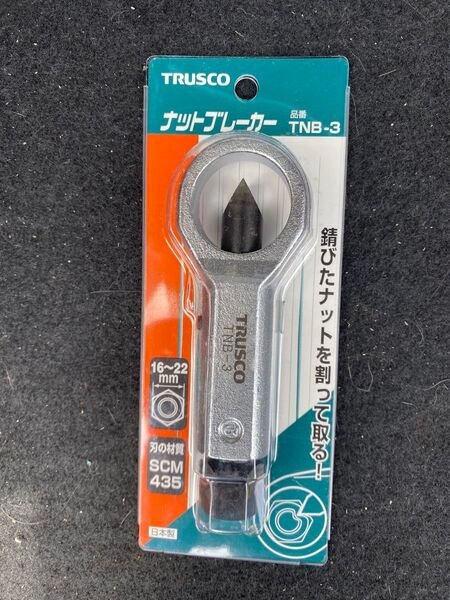 TRUSCO
ナットブレーカー
品番
TNB-3
錆びたナットを割って取る!
TRUSCO
TNB-3
16～22
mm
刃の材質
SCM
435
日本製